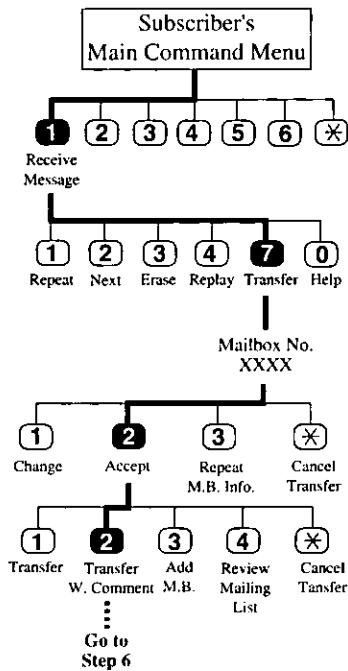 Subscriber's
Main Command Menu
1 2 3 4 5 6 *
Receive
Message
1 2 3 4 7 0
Repeat Next Erase Replay Transfer Help
Mailbox No.
XXXX
1 2 3 *
Change Accept Repeat Cancel
M.B. Info. Transfer
1 2 3 4 *
Transfer Transfer Add Review Cancel
W. Comment M.B. Mailing Tansfer
List
Go to
Step 6